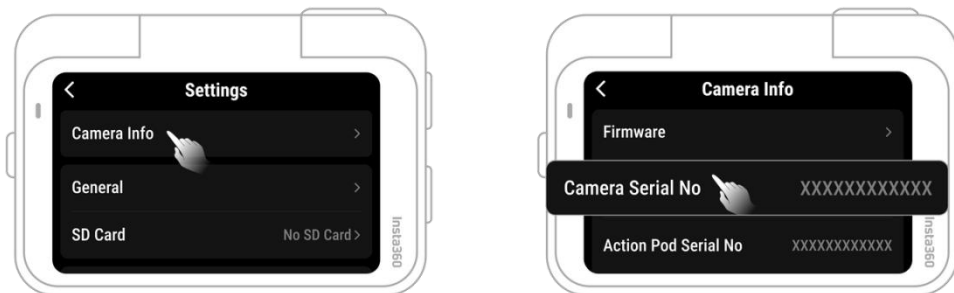 Settings
Camera Info
General
SD Card No SD Card
Insta360
Camera Info
Firmware
Camera Serial No XXXXXXXXXXXX
Action Pod Serial No XXXXXXXXXXXX
Insta360